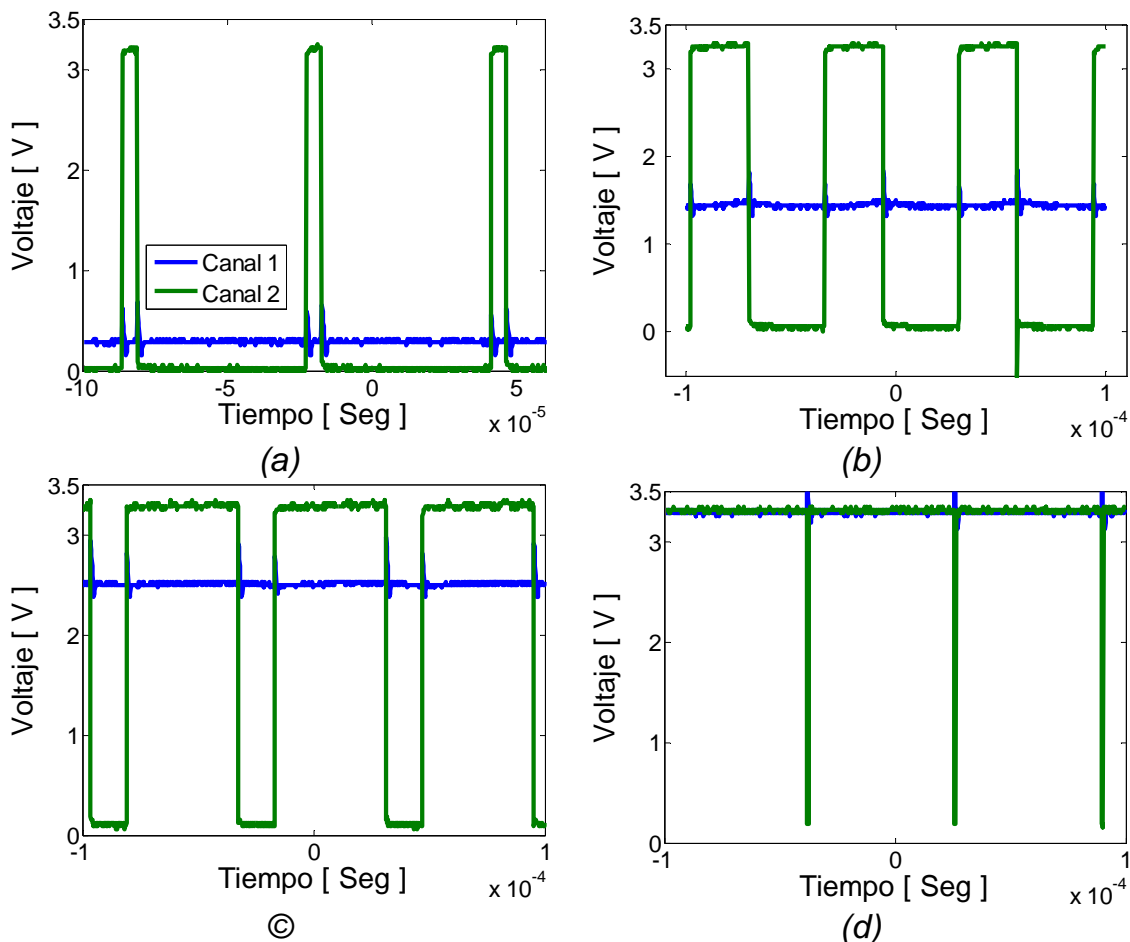 3.5
3
2
1
0
Voltaje [ V ]
Canal 1
Canal 2
-10 -5 0 5
Tiempo [ Seg ]
x 10-5
(a)
3.5
3
2
1
0
Voltaje [ V ]
-1 0 1
Tiempo [ Seg ]
x 10-4
(b)
3.5
3
2
1
0
Voltaje [ V ]
-1 0 1
Tiempo [ Seg ]
x 10-4
©
3.5
3
2
1
0
Voltaje [ V ]
-1 0 1
Tiempo [ Seg ]
x 10-4
(d)